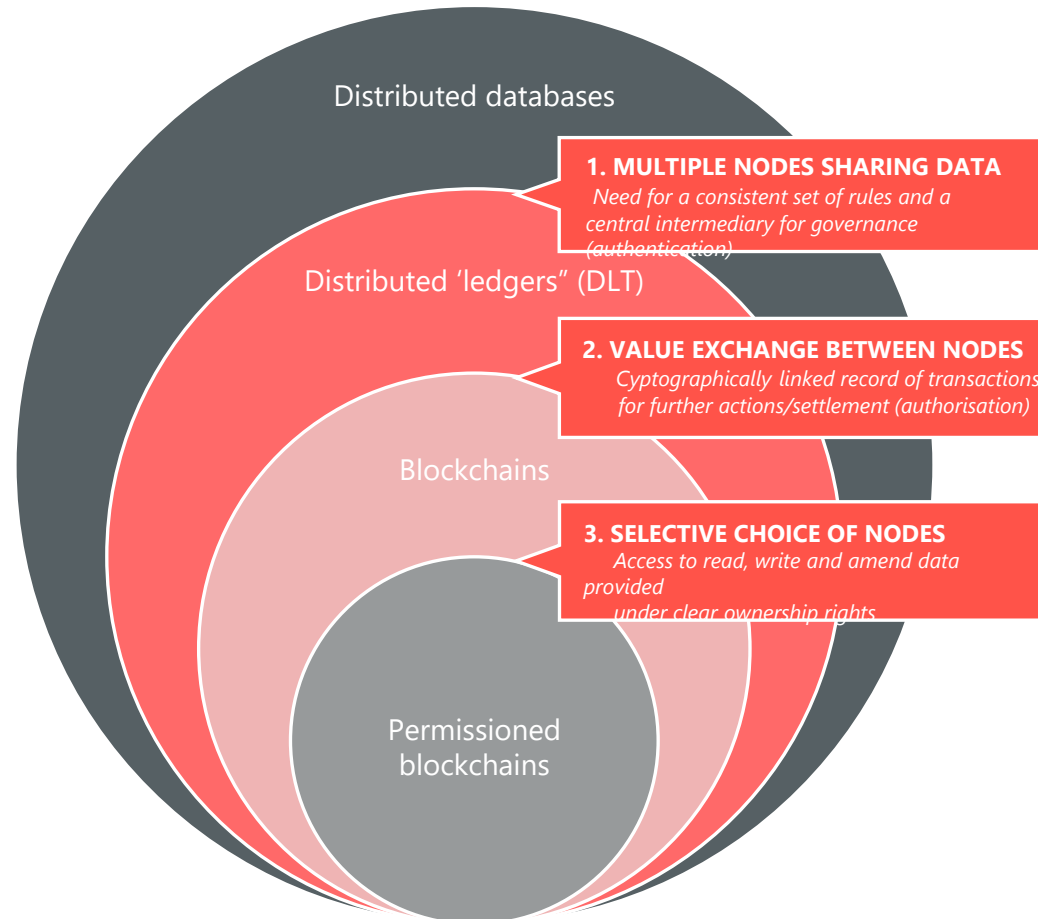 Distributed databases
1. MULTIPLE NODES SHARING DATA
Need for a consistent set of rules and a
central intermediary for governance
(authentication)
Distributed ‘ledgers” (DLT)
2. VALUE EXCHANGE BETWEEN NODES
Cyptographically linked record of transactions
for further actions/settlement (authorisation)
Blockchains
3. SELECTIVE CHOICE OF NODES
Access to read, write and amend data
provided
under clear ownership rights
Permissioned
blockchains